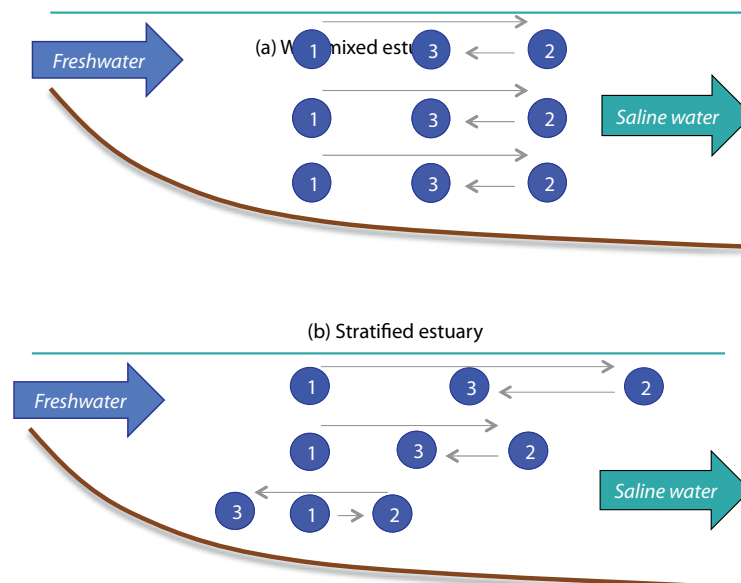 (a) mixed
Freshwater
1 3 2
1 3 2
Saline water
1 3 2
(b) Stratified estuary
Freshwater
1 3 2
1 3 2
Saline water
3 1 2